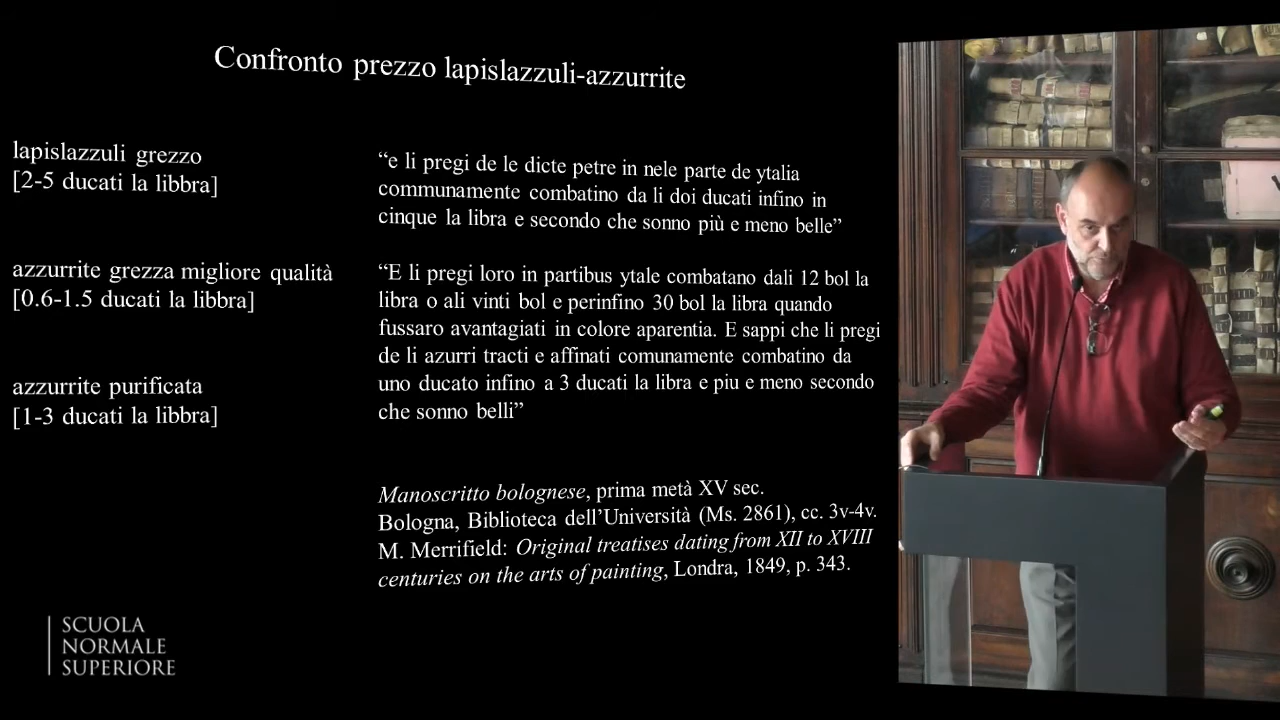 Confronto prezzo lapislazzuli-azzurrite
lapislazzuli grezzo
[2-5 ducati la libbra]
“e li pregi de le dicte petre in nele parte de ytalia
communamente combatino da li doi ducati infino in
cinque la libra e secondo che sonno più e meno belle”
azzurrite grezza migliore qualità
[0.6-1.5 ducati la libbra]
“E li pregi loro in partibus ytale combatano dali 12 bol la
libra o ali vinti bol e perinfino 30 bol la libra quando
fussaro avantagiati in colore aparentia. E sappi che li pregi
de li azurri tracti e affinati comunamente combatino da
uno ducato infino a 3 ducati la libra e piu e meno secondo
che sonno belli”
azzurrite purificata
[1-3 ducati la libbra]
Manoscritto bolognese, prima metà XV sec.
Bologna, Biblioteca dell’Università (Ms. 2861), cc. 3v-4v.
M. Merrifield: Original treatises dating from XII to XVIII
centuries on the arts of painting, Londra, 1849, p. 343.
SCUOLA
NORMALE
SUPERIORE